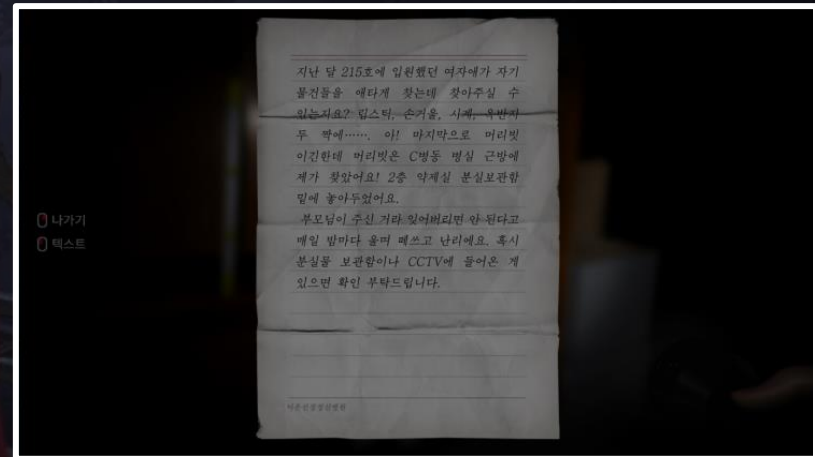 지난 달 215호에 입원했던 여자애가 자기
물건들을 애타게 찾는데 찾아주실 수
있는지요? 립스틱, 손거울, 시계, 옥반지
두 짝에……. 아! 마지막으로 머리빗
이긴한데 머리빗은 C병동 병실 근방에
제가 찾았어요! 2층 약제실 분실보관함
밑에 놓아두었어요.
부모님이 주신 거라 잊어버리면 안 된다고
매일 밤마다 울며 떼쓰고 난리에요. 혹시
분실물 보관함이나 CCTV에 들어온 게
있으면 확인 부탁드립니다.
나가기
텍스트